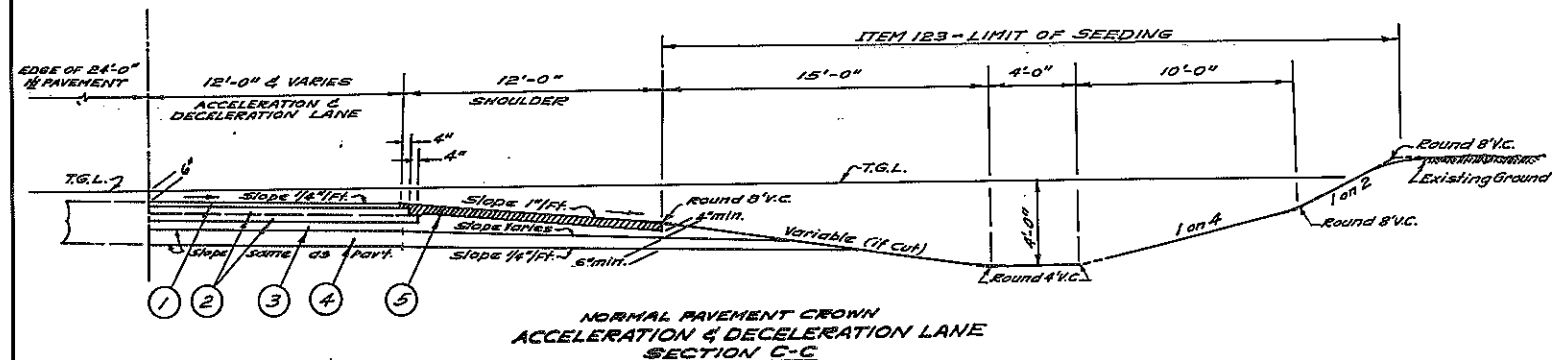 ITEM 123 - LIMIT OF SEEDING
EDGE OF 24'-0"
PAVEMENT
12'-0" & VARIES
ACCELERATION &
DECELERATION LANE
12'-0"
SHOULDER
15'-0"
4'-0"
10'-0"
4"
4"
6"
T.G.L.
T.G.L.
Round 8' V.C.
Existing Ground
1 on 2
Round 8' V.C.
Slope 1/4"/Ft.
Slope 1"/Ft.
Round 8' V.C.
4" min.
4'-0"
1 on 4
Slope Varies
Variable (if Cut)
Slope same as Pav't.
Slope 1/4"/Ft.
6" min.
Round 4' V.C.
1
2
3
4
5
NORMAL PAVEMENT CROWN
ACCELERATION & DECELERATION LANE
SECTION C-C